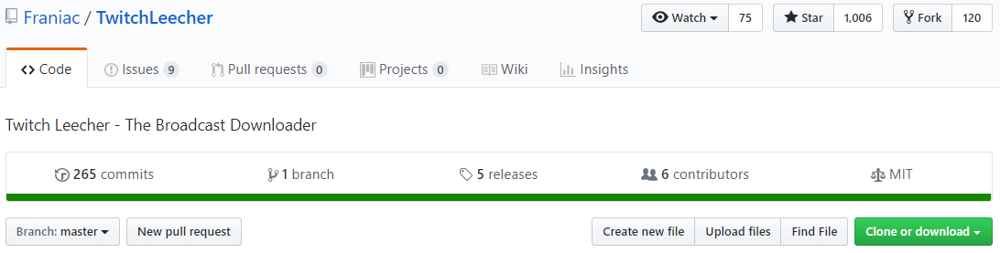 Franiac / TwitchLeecher Watch 75 Star 1,006 Fork 120
Code Issues 9 Pull requests 0 Projects 0 Wiki Insights
Twitch Leecher - The Broadcast Downloader
265 commits 1 branch 5 releases 6 contributors MIT
Branch: master New pull request Create new file Upload files Find File Clone or download